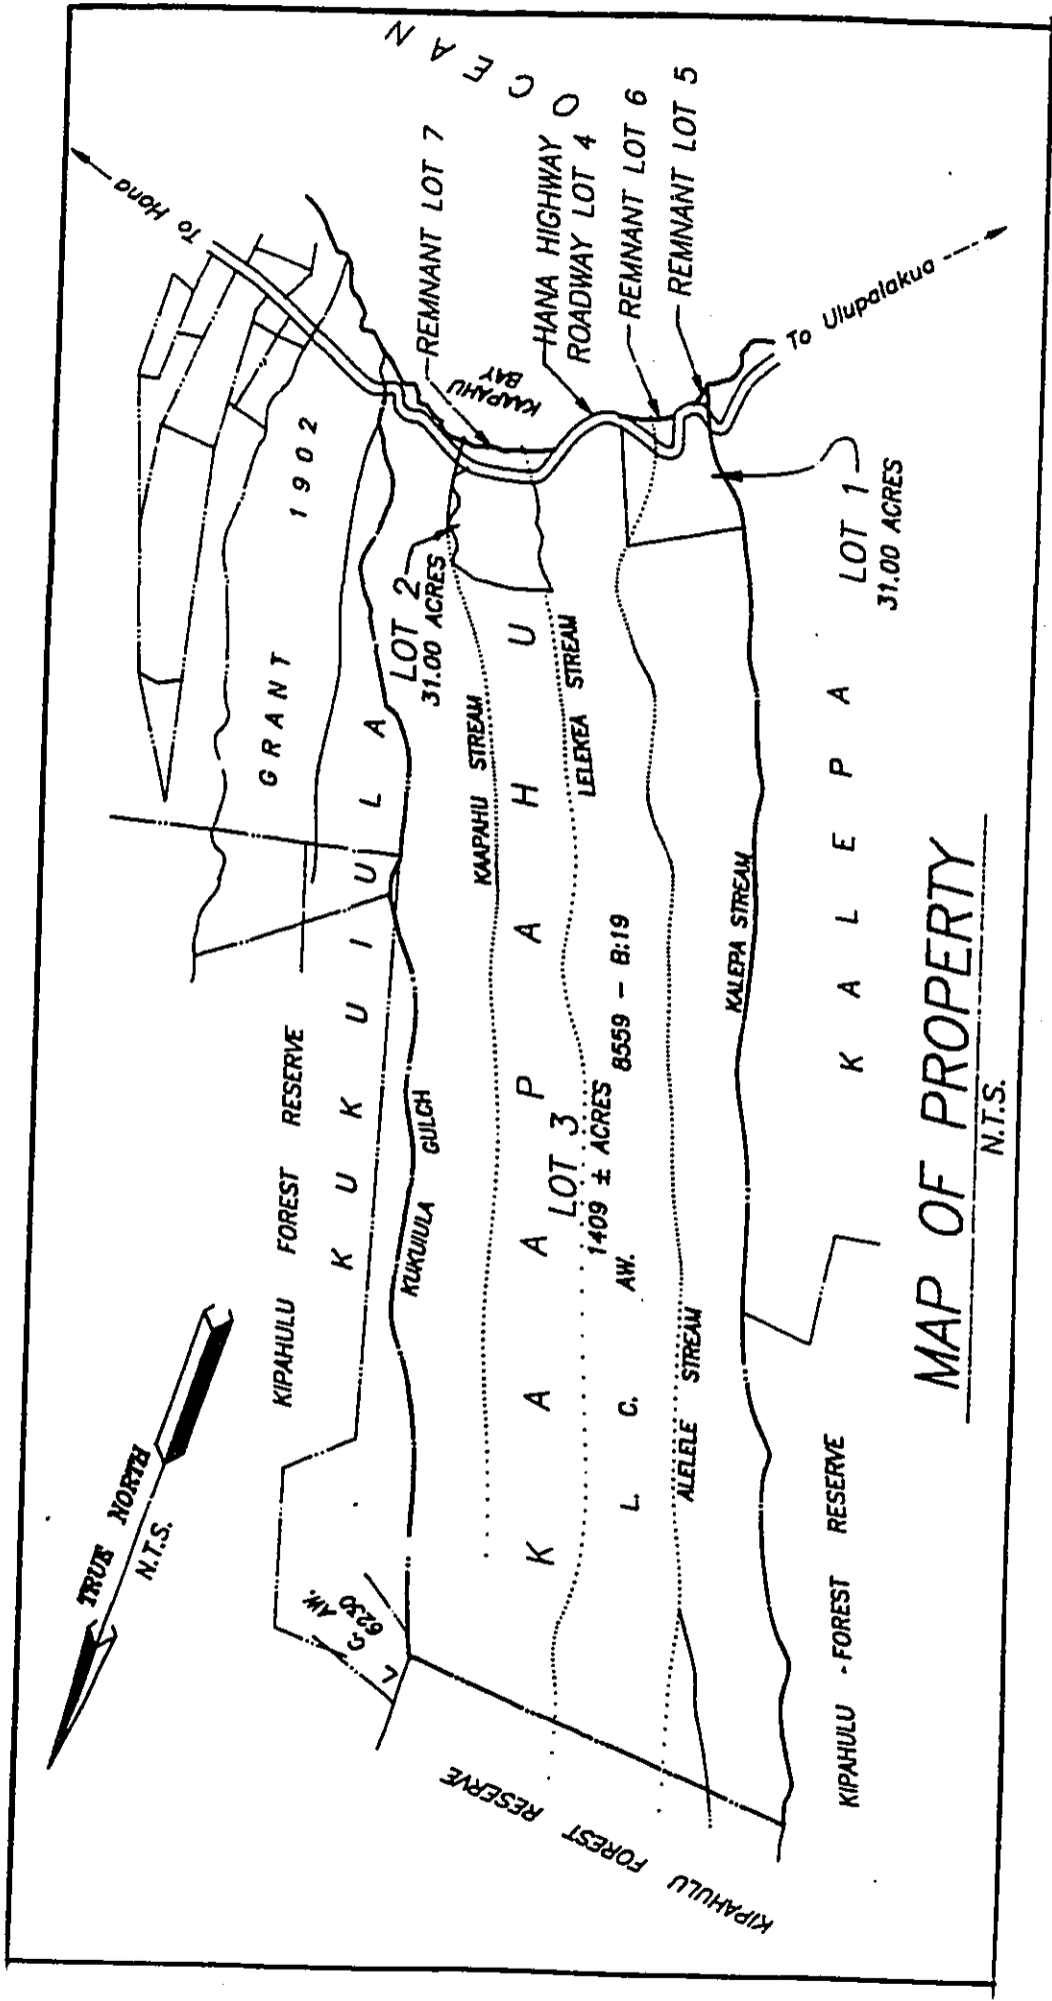 TRUE NORTH
N.T.S.
To Hana
OCEAN
GRANT
1902
KIPAHULU FOREST RESERVE
KUKUIULA
KUKUIULA GULCH
L C AW.
6230
LOT 2
31.00 ACRES
REMNANT LOT 7
KAAPAHU
BAY
HANA HIGHWAY
ROADWAY LOT 4
REMNANT LOT 6
REMNANT LOT 5
To Ulupalakua
KAAPAHU STREAM
KAAPAHU
LELEKEA STREAM
LOT 3
1409 ± ACRES
L. C. AW. 8559 - B:19
ALELELE STREAM
KALEPA STREAM
LOT 1
31.00 ACRES
KALEPA
KIPAHULU FOREST RESERVE
KIPAHULU - FOREST RESERVE
MAP OF PROPERTY
N.T.S.